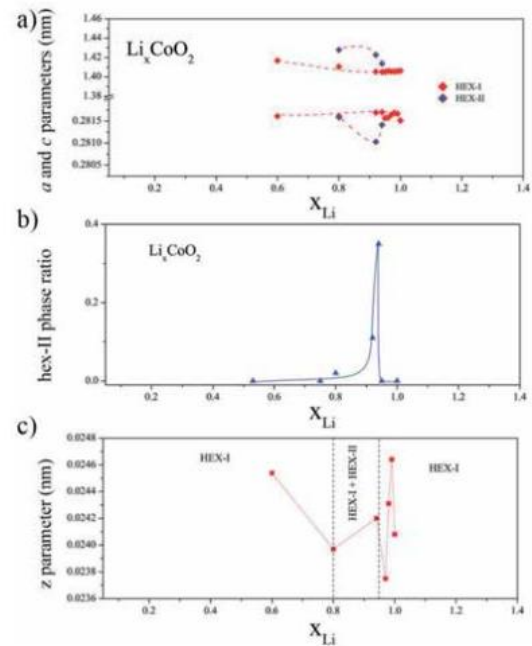 a)
a and c parameters (nm)
1.46
1.44
1.42
1.40
1.38
0.2815
0.2810
0.2805
LixCoO2
HEX-I
HEX-II
0.2 0.4 0.6 0.8 1.0 1.2 1.4
XLi
b)
hex-II phase ratio
0.4
0.2
0.0
LixCoO2
0.2 0.4 0.6 0.8 1.0 1.2 1.4
XLi
c)
z parameter (nm)
0.0248
0.0246
0.0244
0.0242
0.0240
0.0238
0.0236
HEX-I
HEX-I + HEX-II
HEX-I
0.2 0.4 0.6 0.8 1.0 1.2 1.4
XLi